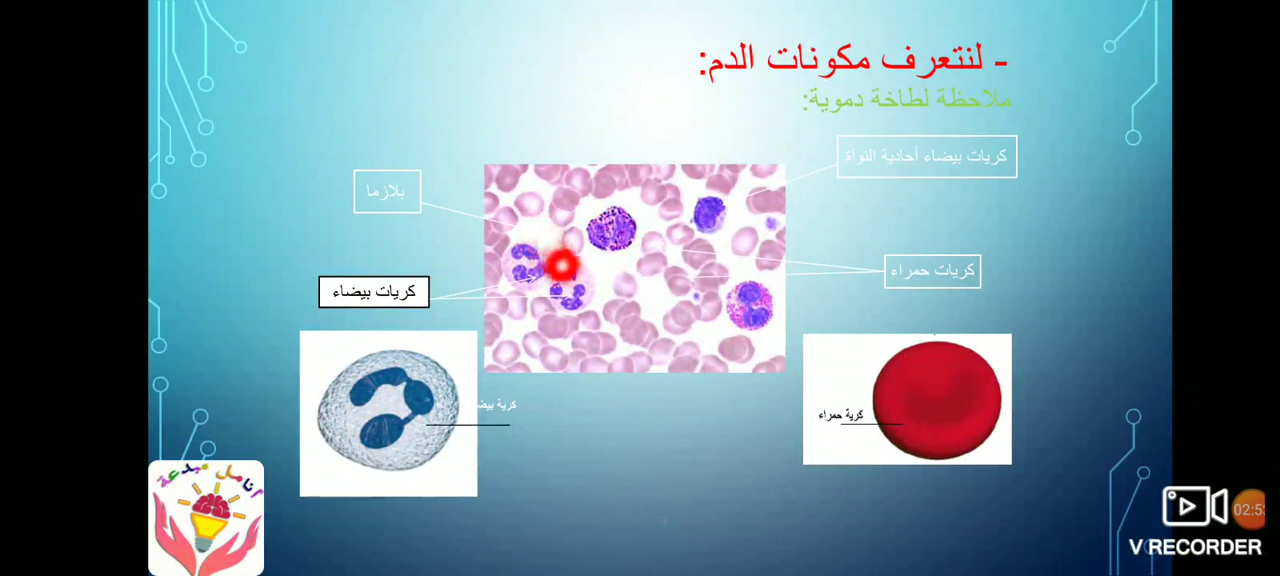 - لنتعرف مكونات الدم:
ملاحظة لطاخة دموية:
كريات بيضاء أحادية النواة
بلازما
كريات حمراء
كريات بيضاء
كرية
كرية حمراء
أنامل مبدعة
02:5
V RECORDER